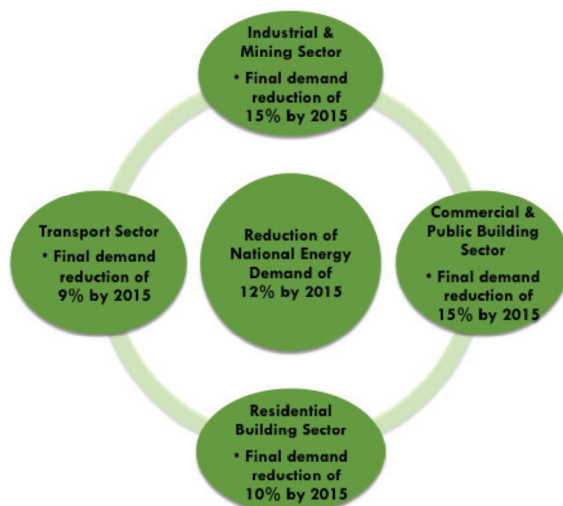 Industrial &
Mining Sector
• Final demand
reduction of
15% by 2015
Transport Sector
• Final demand
reduction of
9% by 2015
Reduction of
National Energy
Demand of
12% by 2015
Commercial &
Public Building
Sector
• Final demand
reduction of
15% by 2015
Residential
Building Sector
• Final demand
reduction of
10% by 2015